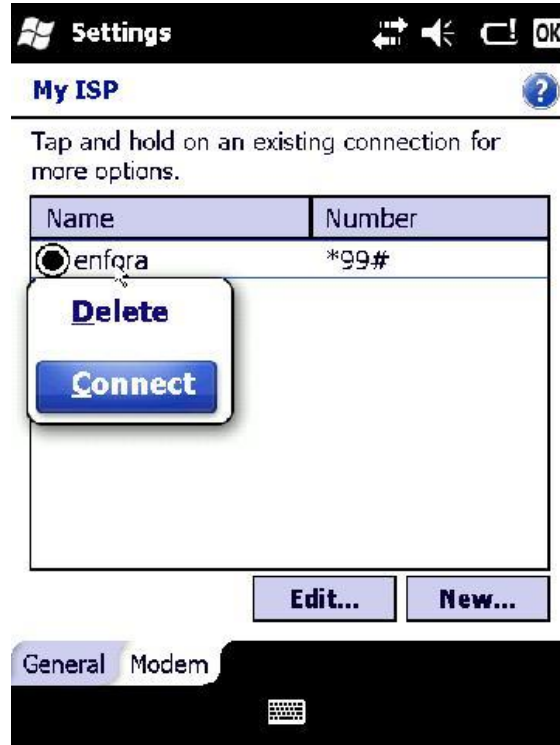 Settings
OK
My ISP
?
Tap and hold on an existing connection for
more options.
Name Number
enfora *99#
Delete
Connect
Edit... New...
General Modem